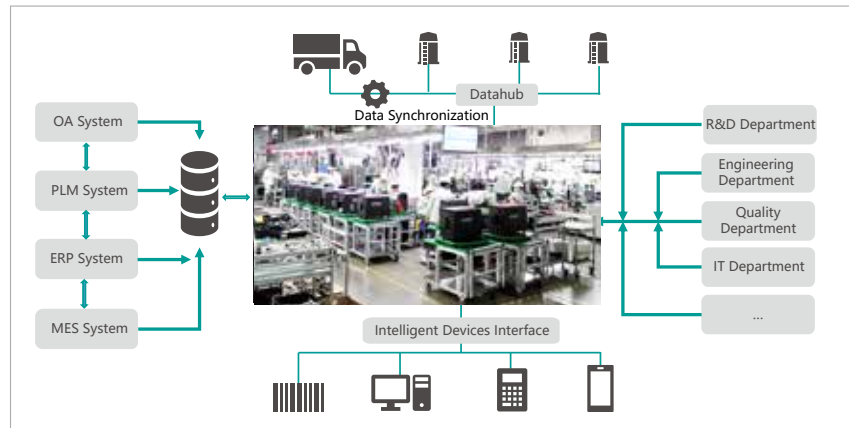 Datahub
Data Synchronization
OA System
PLM System
ERP System
MES System
R&D Department
Engineering
Department
Quality
Department
IT Department
...
Intelligent Devices Interface